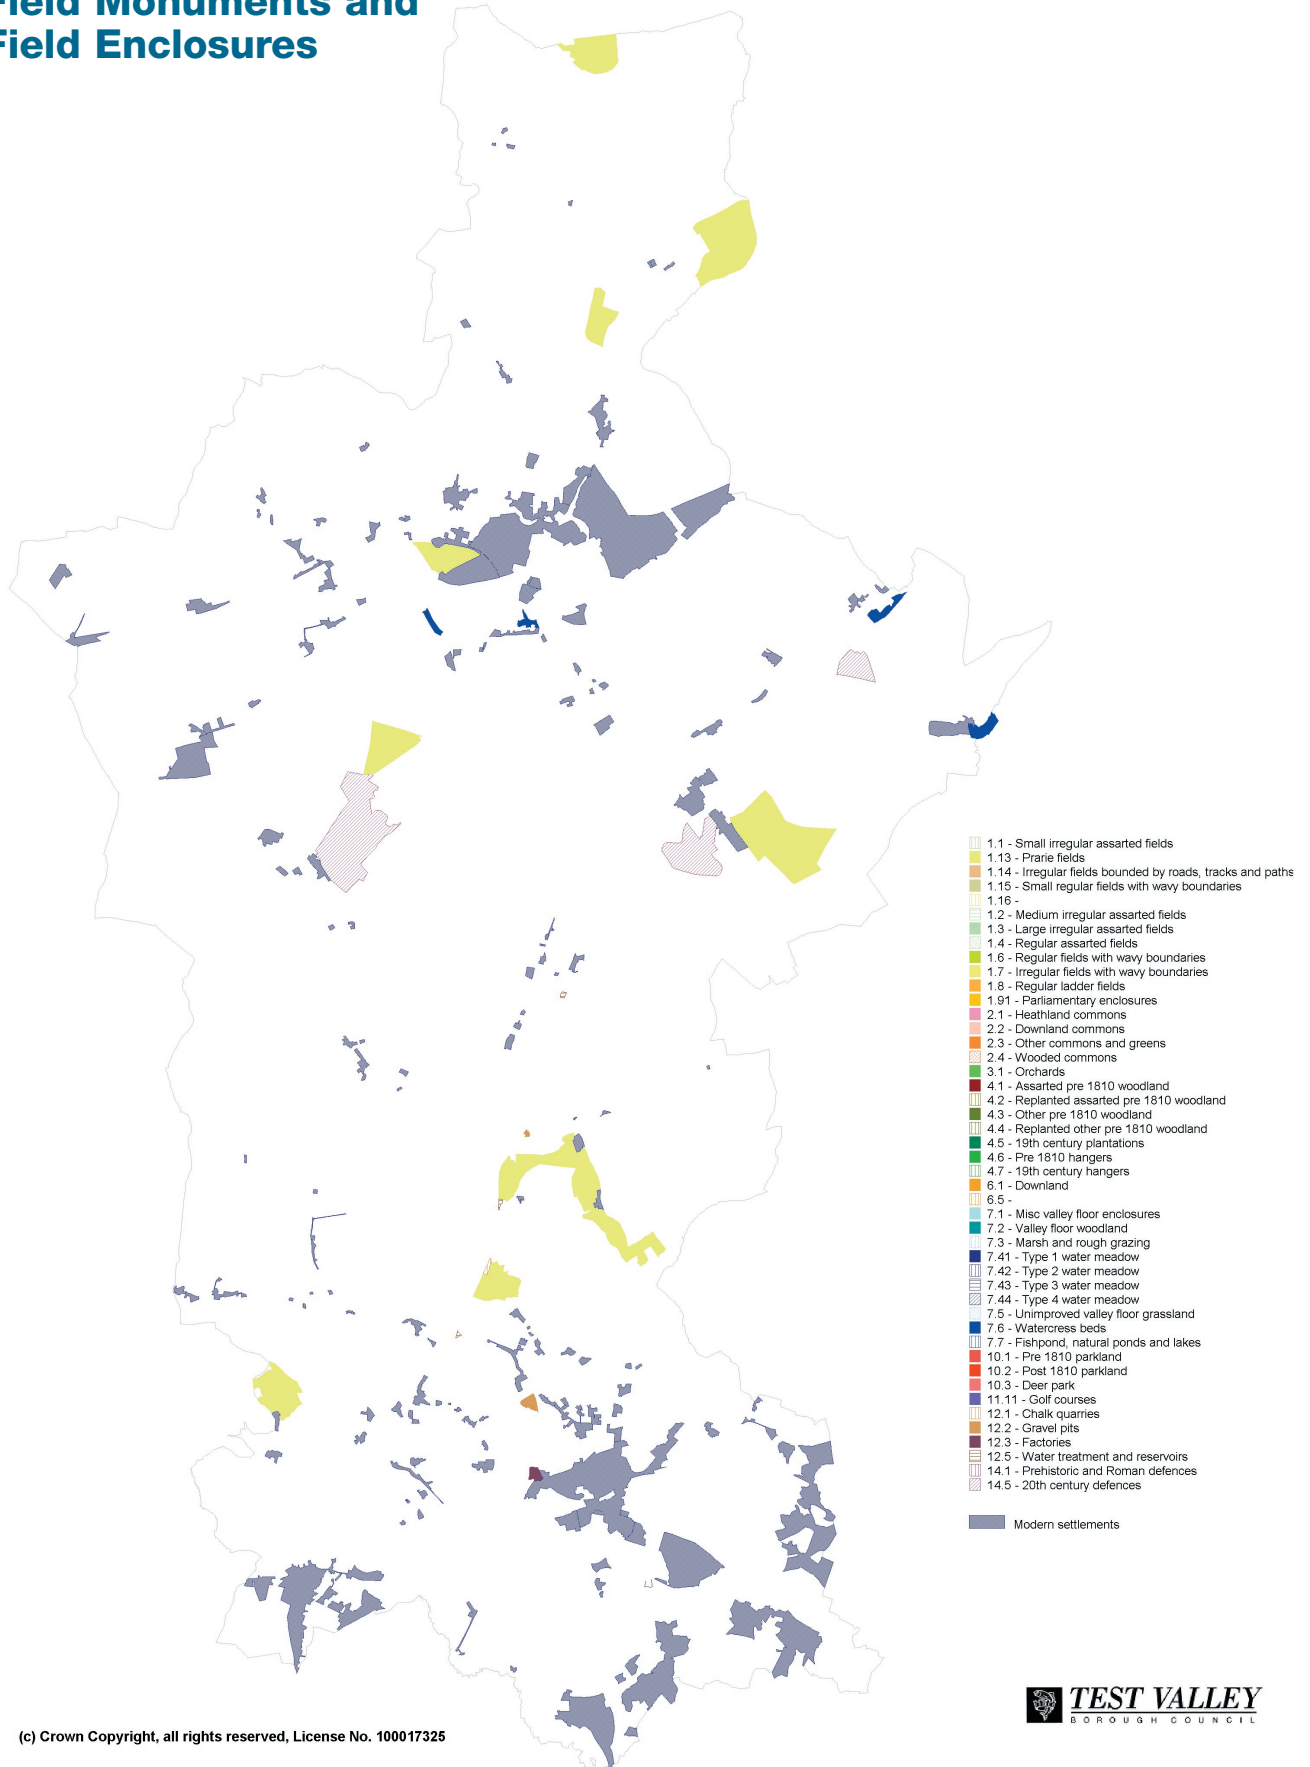 Field Monuments and
Field Enclosures
1.1 - Small irregular assarted fields
1.13 - Prarie fields
1.14 - Irregular fields bounded by roads, tracks and paths
1.15 - Small regular fields with wavy boundaries
1.16 -
1.2 - Medium irregular assarted fields
1.3 - Large irregular assarted fields
1.4 - Regular assarted fields
1.6 - Regular fields with wavy boundaries
1.7 - Irregular fields with wavy boundaries
1.8 - Regular ladder fields
1.91 - Parliamentary enclosures
2.1 - Heathland commons
2.2 - Downland commons
2.3 - Other commons and greens
2.4 - Wooded commons
3.1 - Orchards
4.1 - Assarted pre 1810 woodland
4.2 - Replanted assarted pre 1810 woodland
4.3 - Other pre 1810 woodland
4.4 - Replanted other pre 1810 woodland
4.5 - 19th century plantations
4.6 - Pre 1810 hangers
4.7 - 19th century hangers
6.1 - Downland
6.5 -
7.1 - Misc valley floor enclosures
7.2 - Valley floor woodland
7.3 - Marsh and rough grazing
7.41 - Type 1 water meadow
7.42 - Type 2 water meadow
7.43 - Type 3 water meadow
7.44 - Type 4 water meadow
7.5 - Unimproved valley floor grassland
7.6 - Watercress beds
7.7 - Fishpond, natural ponds and lakes
10.1 - Pre 1810 parkland
10.2 - Post 1810 parkland
10.3 - Deer park
11.11 - Golf courses
12.1 - Chalk quarries
12.2 - Gravel pits
12.3 - Factories
12.5 - Water treatment and reservoirs
14.1 - Prehistoric and Roman defences
14.5 - 20th century defences
Modern settlements
TEST VALLEY
BOROUGH COUNCIL
(c) Crown Copyright, all rights reserved, License No. 100017325